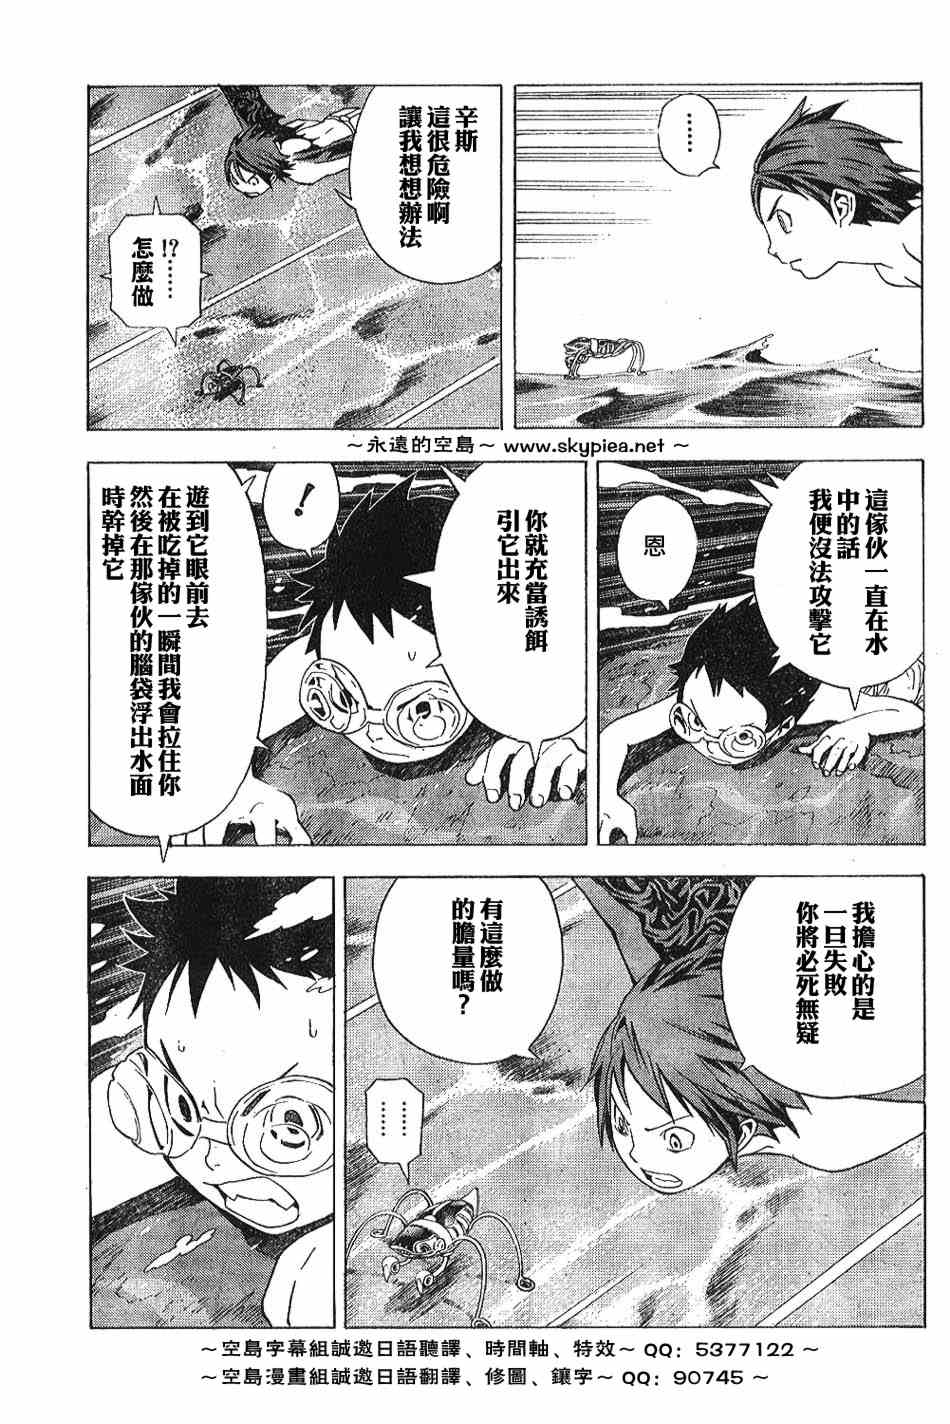 ……
辛斯
這很危險啊
讓我想想辦法
!?……
怎麼做
～永遠的空島～ www.skypiea.net ～
這傢伙一直在水
中的話
我便沒法攻擊它
恩
你就充當誘餌
引它出來
！
遊到它眼前去
在被吃掉的一瞬間我會拉住你
然後在那傢伙的腦袋浮出水面
時幹掉它
我擔心的是
一旦失敗
你將必死無疑
有這麼做
的膽量嗎？
……
……
～空島字幕組誠邀日語聽譯、時間軸、特效～ QQ: 5377122 ～
～空島漫畫組誠邀日語翻譯、修圖、鑲字～ QQ: 90745 ～